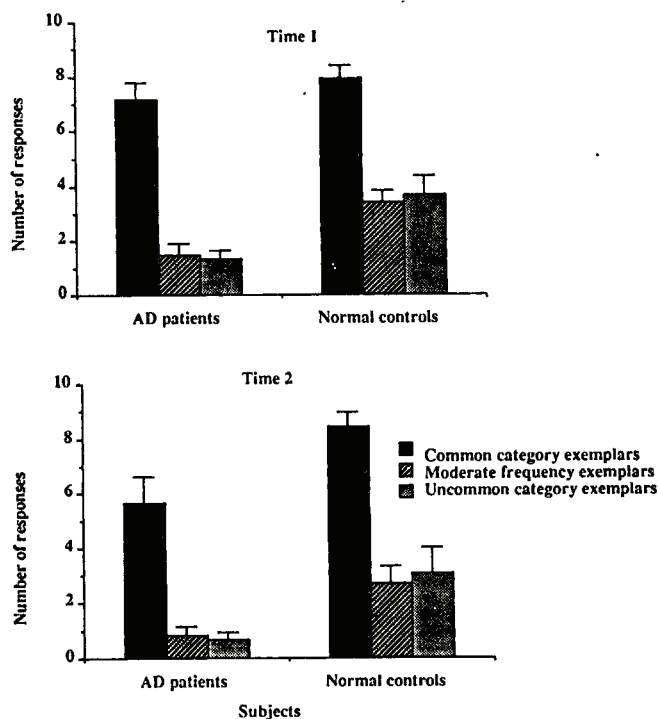 Time 1
Number of responses
10
8
6
4
2
0
AD patients Normal controls
Time 2
Number of responses
10
8
6
4
2
0
Common category exemplars
Moderate frequency exemplars
Uncommon category exemplars
AD patients Normal controls
Subjects